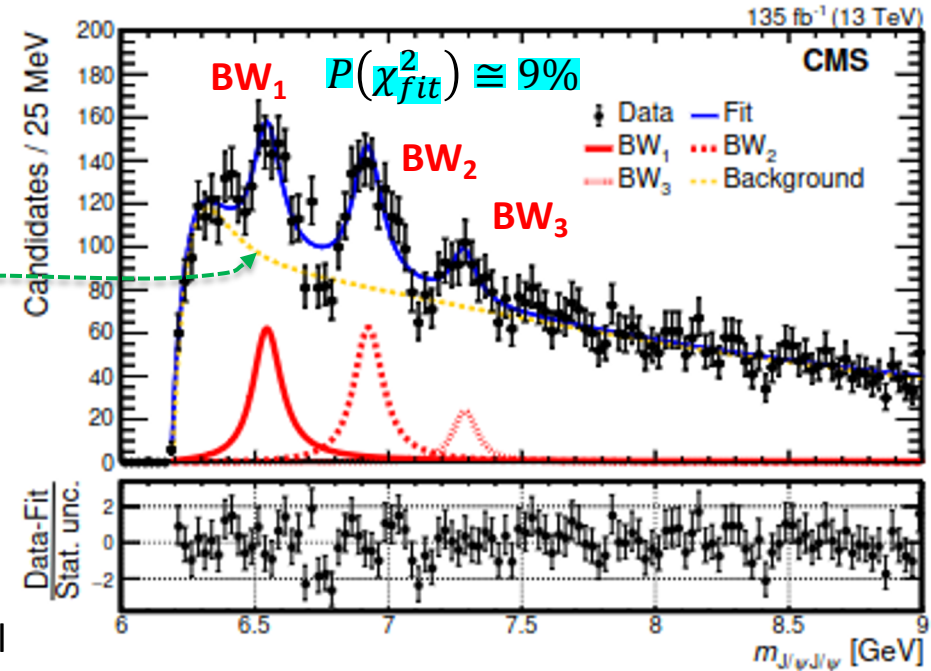 135 fb⁻¹ (13 TeV)
CMS
P(χ²fit) ≅ 9%
BW₁
BW₂
BW₃
Data
Fit
BW₁
BW₂
BW₃
Background
Candidates / 25 MeV
200
180
160
140
120
100
80
60
40
20
0
Data-Fit
Stat. unc.
2
0
−2
6 6.5 7 7.5 8 8.5 9
m J/ψJ/ψ [GeV]